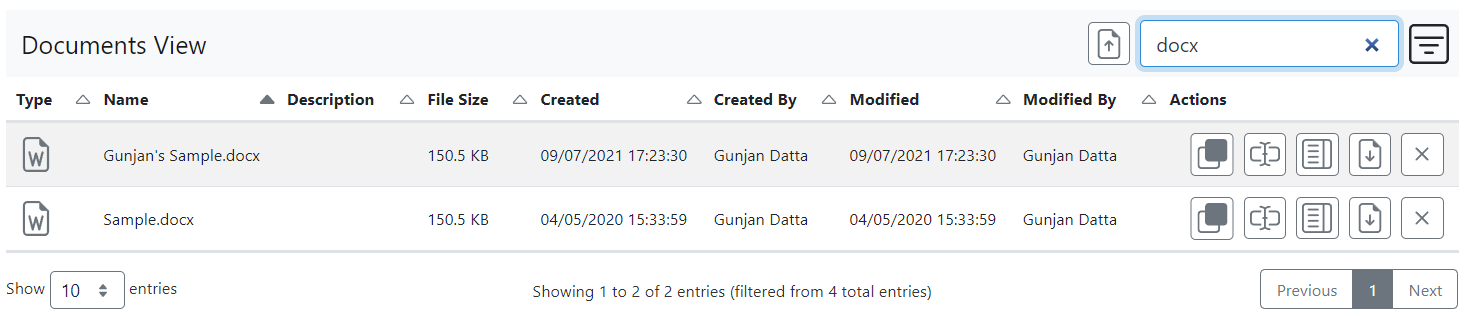 Documents View
docx
Type Name Description File Size Created Created By Modified Modified By Actions
W Gunjan's Sample.docx 150.5 KB 09/07/2021 17:23:30 Gunjan Datta 09/07/2021 17:23:30 Gunjan Datta
W Sample.docx 150.5 KB 04/05/2020 15:33:59 Gunjan Datta 04/05/2020 15:33:59 Gunjan Datta
Show 10 entries Showing 1 to 2 of 2 entries (filtered from 4 total entries) Previous 1 Next